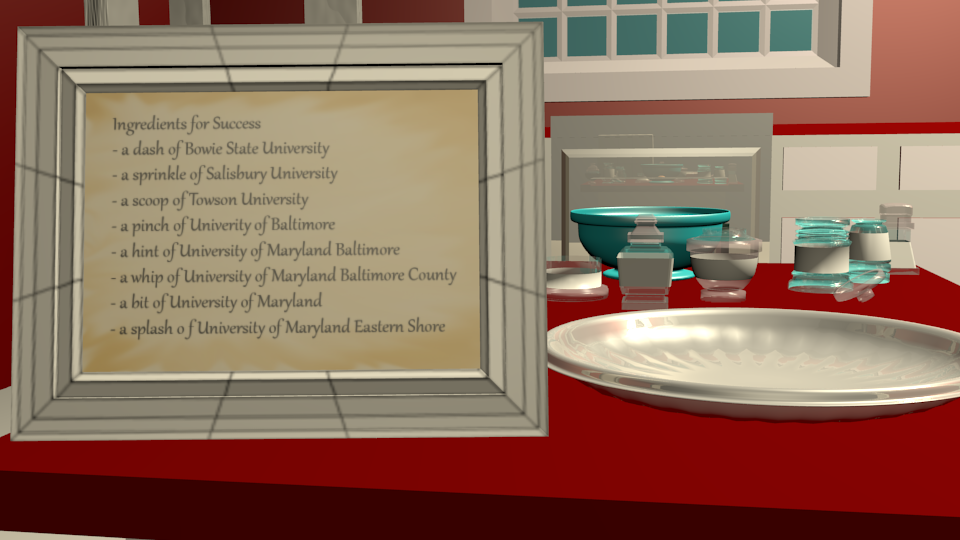 Ingredients for Success
- a dash of Bowie State University
- a sprinkle of Salisbury University
- a scoop of Towson University
- a pinch of Univerity of Baltimore
- a hint of University of Maryland Baltimore
- a whip of University of Maryland Baltimore County
- a bit of University of Maryland
- a splash of University of Maryland Eastern Shore